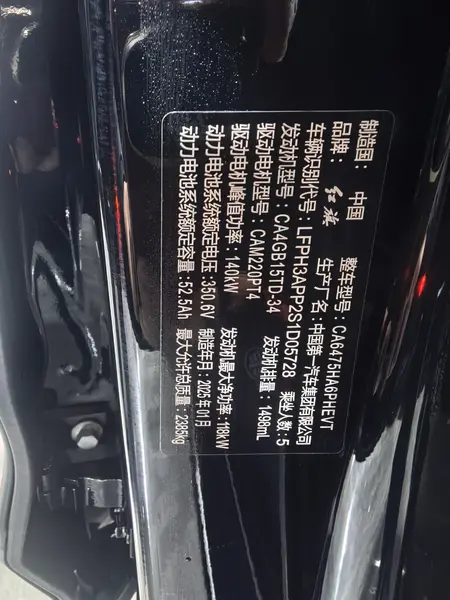 制造国：中国 整车型号：CA6475HA6PHEVT
品牌：红旗 生产厂名：中国第一汽车集团有限公司
车辆识别代号：LFPH3APP2S1D05728 乘坐人数：5
发动机型号：CA4GB15TD-34 发动机排量：1498mL
驱动电机型号：CAM220PT4
驱动电机峰值功率：140kW 发动机最大净功率：118kW
动力电池系统额定电压：350.6V 制造年月：2025年01月
动力电池系统额定容量：52.5Ah 最大允许总质量：2385kg